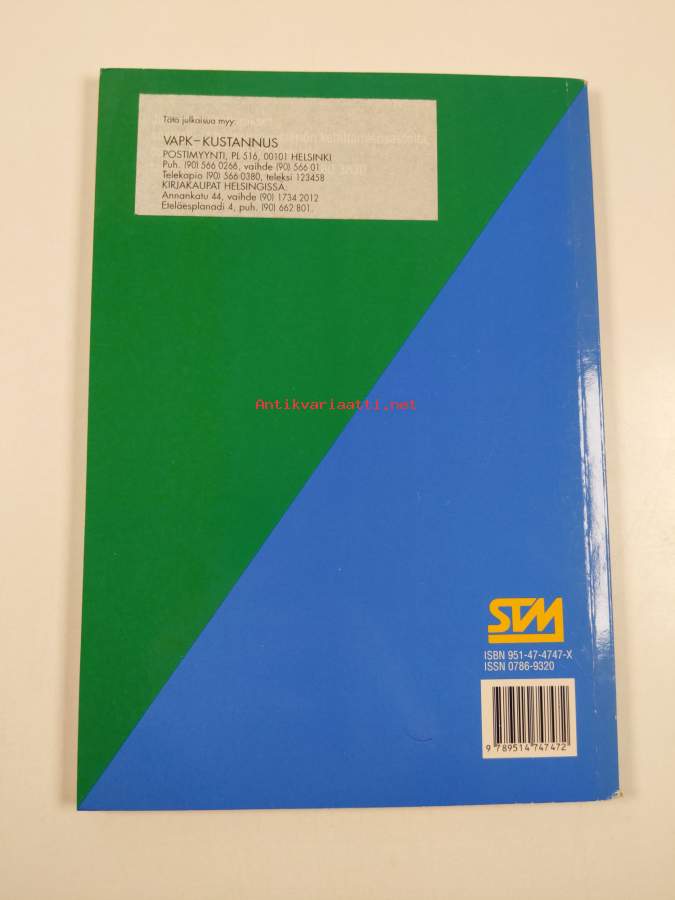 Tätä julkaisua myy:
VAPK–KUSTANNUS
POSTIMYYNTI, PL 516, 00101 HELSINKI
Puh. (90) 566 0266, vaihde (90) 566 01
Telekopio (90) 566 0380, teleksi 123458
KIRJAKAUPAT HELSINGISSÄ:
Annankatu 44, vaihde (90) 1734 2012
Eteläesplanadi 4, puh. (90) 662 801.
Antikvariaatti.net
STM
ISBN 951-47-4747-X
ISSN 0786-9320
9 789514 747472